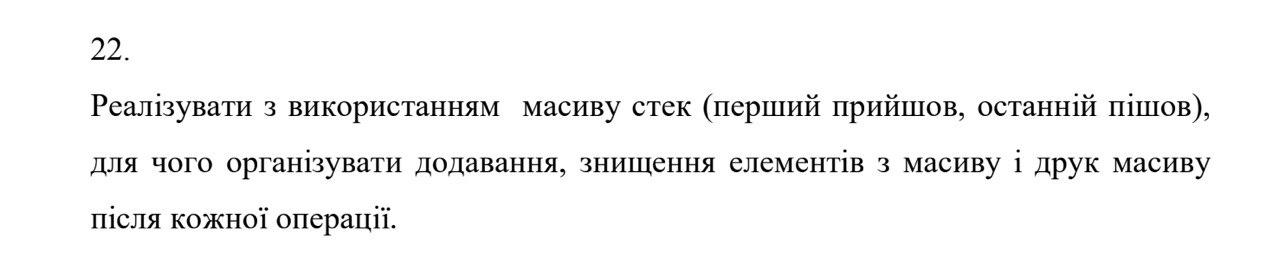 22.
Реалізувати з використанням масиву стек (перший прийшов, останній пішов),
для чого організувати додавання, знищення елементів з масиву і друк масиву
після кожної операції.